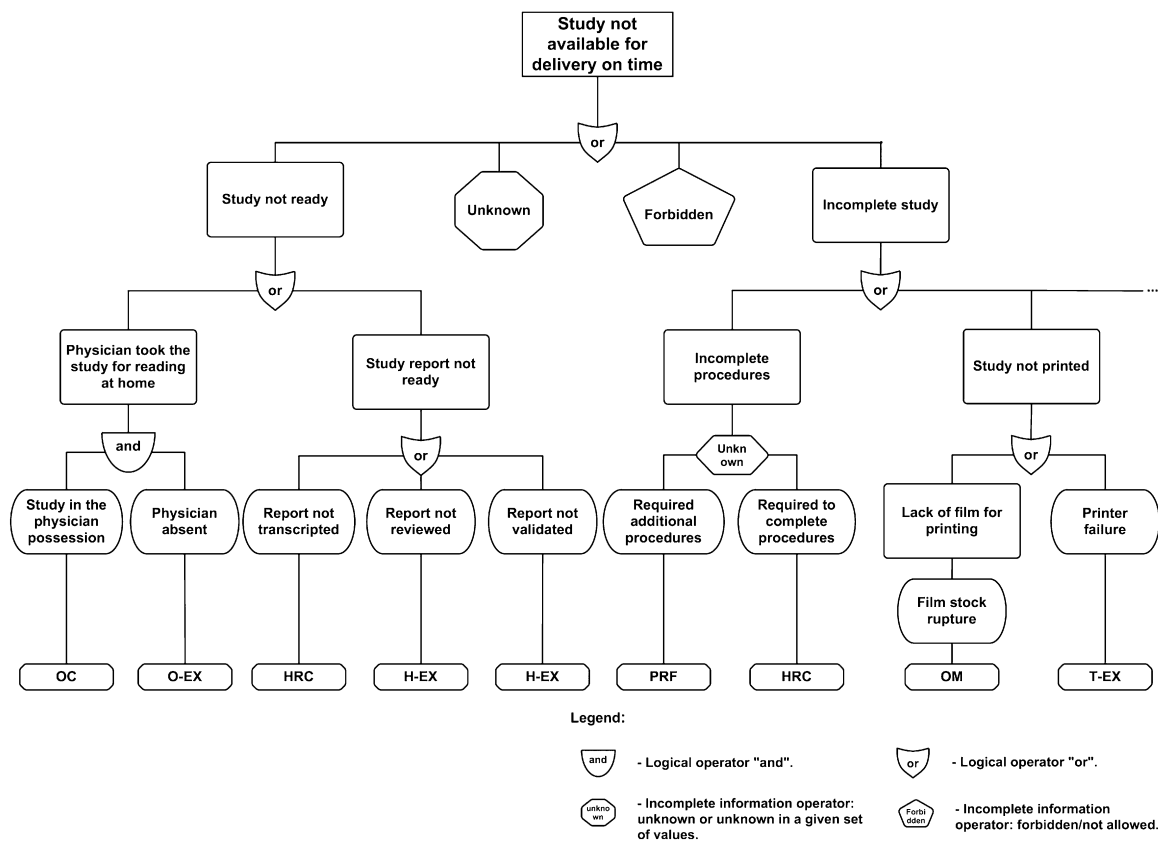 Study not
available for
delivery on time
or
Study not ready
Unknown
Forbidden
Incomplete study
or
or
...
Physician took the
study for reading
at home
Study report not
ready
Incomplete
procedures
Study not printed
and
or
Unkn
own
or
Study in the
physician
possession
Physician
absent
Report not
transcripted
Report not
reviewed
Report not
validated
Required
additional
procedures
Required to
complete
procedures
Lack of film for
printing
Printer
failure
Film stock
rupture
OC
O-EX
HRC
H-EX
H-EX
PRF
HRC
OM
T-EX
Legend:
and
- Logical operator "and".
or
- Logical operator "or".
unkno
wn
- Incomplete information operator:
unknown or unknown in a given set
of values.
Forbi
dden
- Incomplete information
operator: forbidden/not allowed.